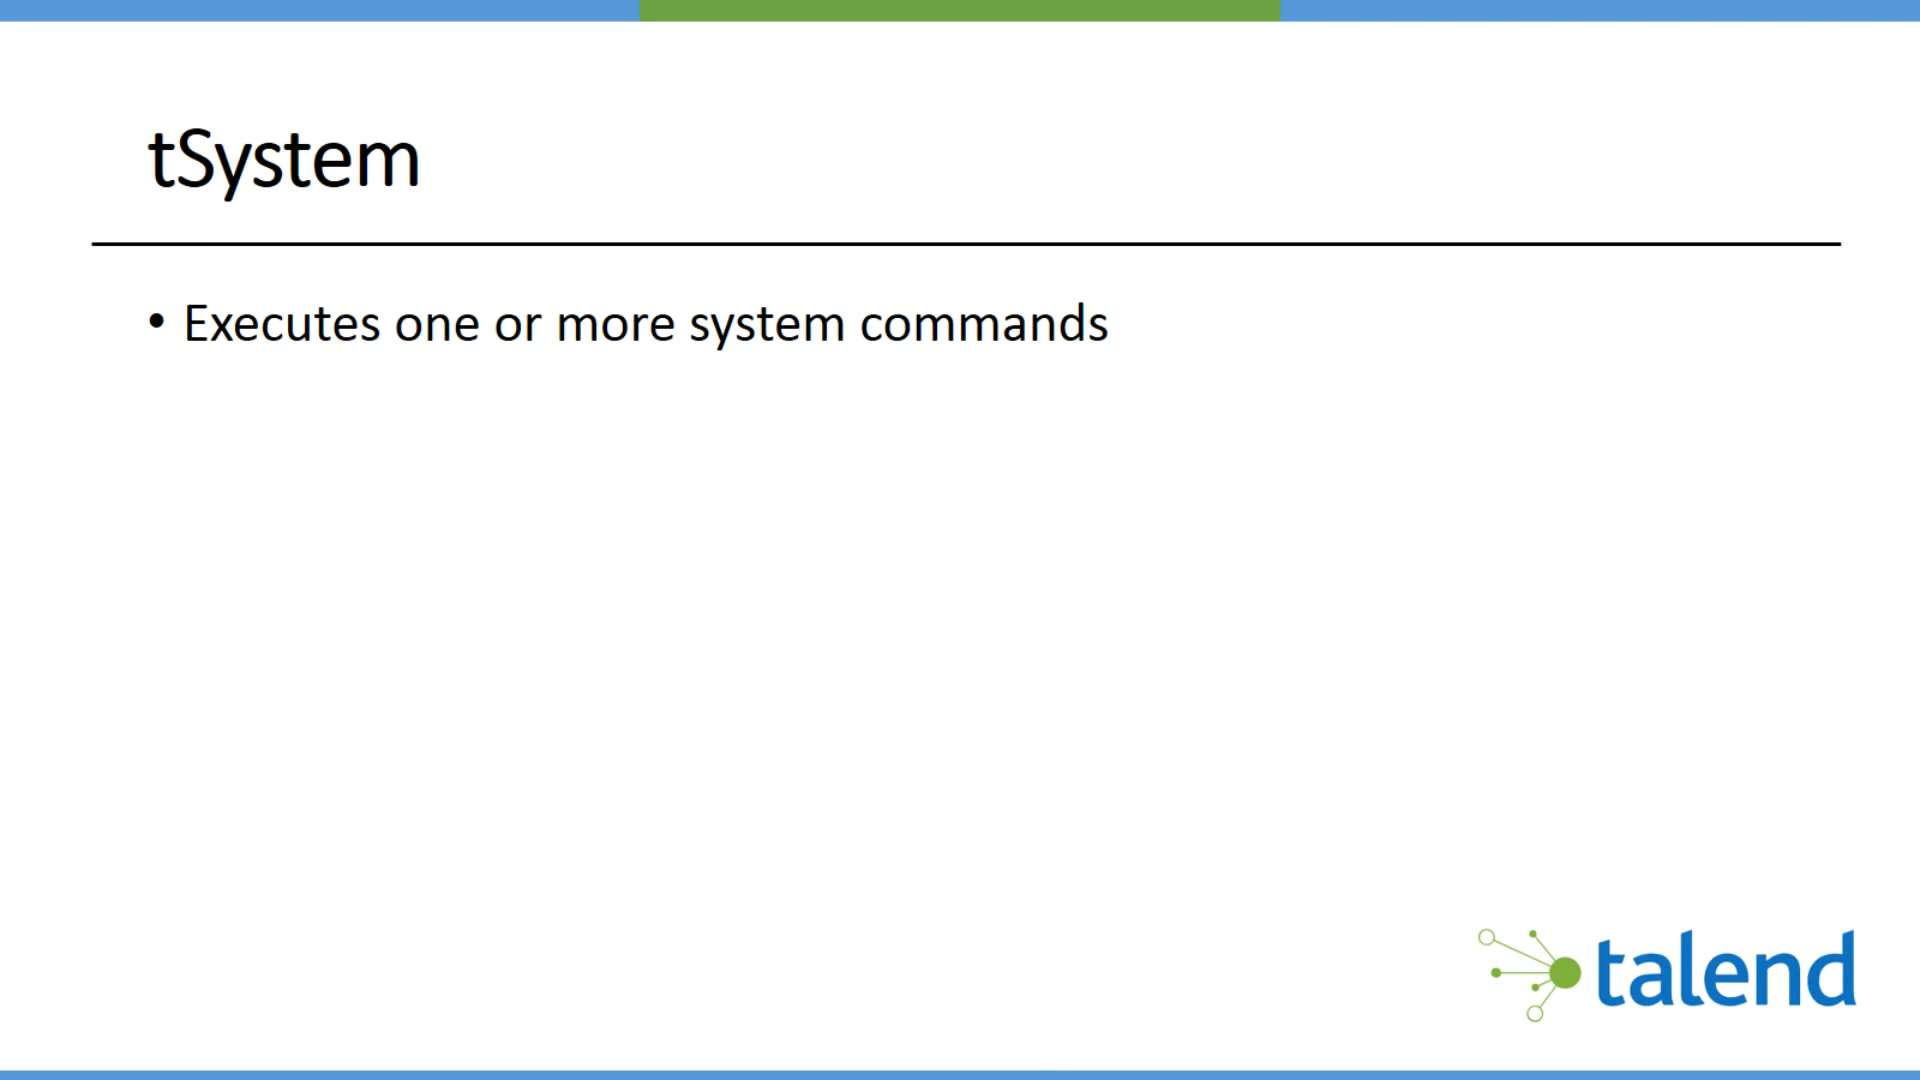 tSystem
• Executes one or more system commands
talend